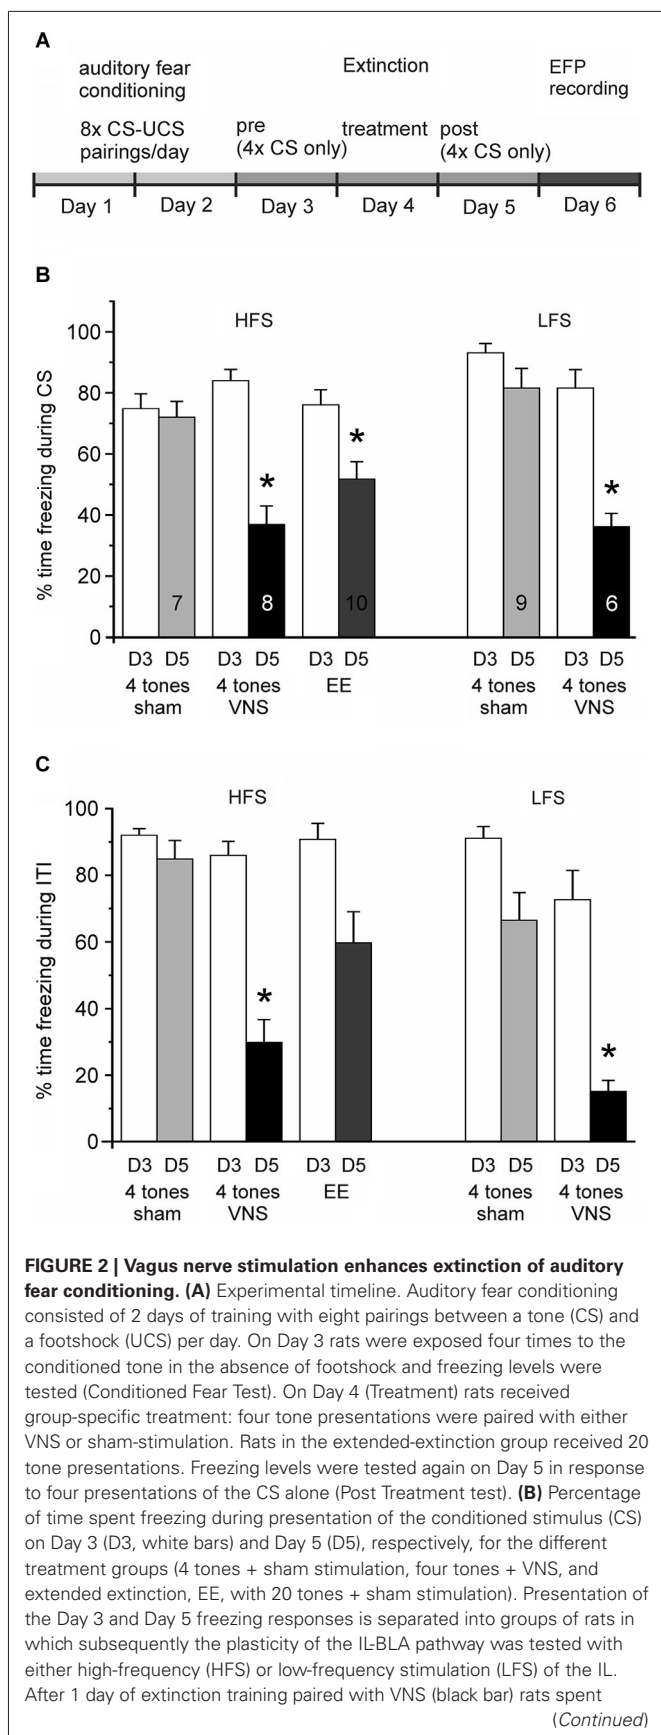 A
auditory fear
conditioning
Extinction
EFP
recording
8x CS-UCS
pairings/day
pre
(4x CS only)
treatment
post
(4x CS only)
Day 1 Day 2 Day 3 Day 4 Day 5 Day 6
B
HFS LFS
% time freezing during CS
100
80
60
40
20
0
* * *
7 8 10 9 6
D3 D5 D3 D5 D3 D5 D3 D5 D3 D5
4 tones
sham
4 tones
VNS
EE
4 tones
sham
4 tones
VNS
C
HFS LFS
% time freezing during ITI
100
80
60
40
20
0
* *
D3 D5 D3 D5 D3 D5 D3 D5 D3 D5
4 tones
sham
4 tones
VNS
EE
4 tones
sham
4 tones
VNS
FIGURE 2 | Vagus nerve stimulation enhances extinction of auditory
fear conditioning. (A) Experimental timeline. Auditory fear conditioning
consisted of 2 days of training with eight pairings between a tone (CS) and
a footshock (UCS) per day. On Day 3 rats were exposed four times to the
conditioned tone in the absence of footshock and freezing levels were
tested (Conditioned Fear Test). On Day 4 (Treatment) rats received
group-specific treatment: four tone presentations were paired with either
VNS or sham-stimulation. Rats in the extended-extinction group received 20
tone presentations. Freezing levels were tested again on Day 5 in response
to four presentations of the CS alone (Post Treatment test). (B) Percentage
of time spent freezing during presentation of the conditioned stimulus (CS)
on Day 3 (D3, white bars) and Day 5 (D5), respectively, for the different
treatment groups (4 tones + sham stimulation, four tones + VNS, and
extended extinction, EE, with 20 tones + sham stimulation). Presentation of
the Day 3 and Day 5 freezing responses is separated into groups of rats in
which subsequently the plasticity of the IL-BLA pathway was tested with
either high-frequency (HFS) or low-frequency stimulation (LFS) of the IL.
After 1 day of extinction training paired with VNS (black bar) rats spent
(Continued)